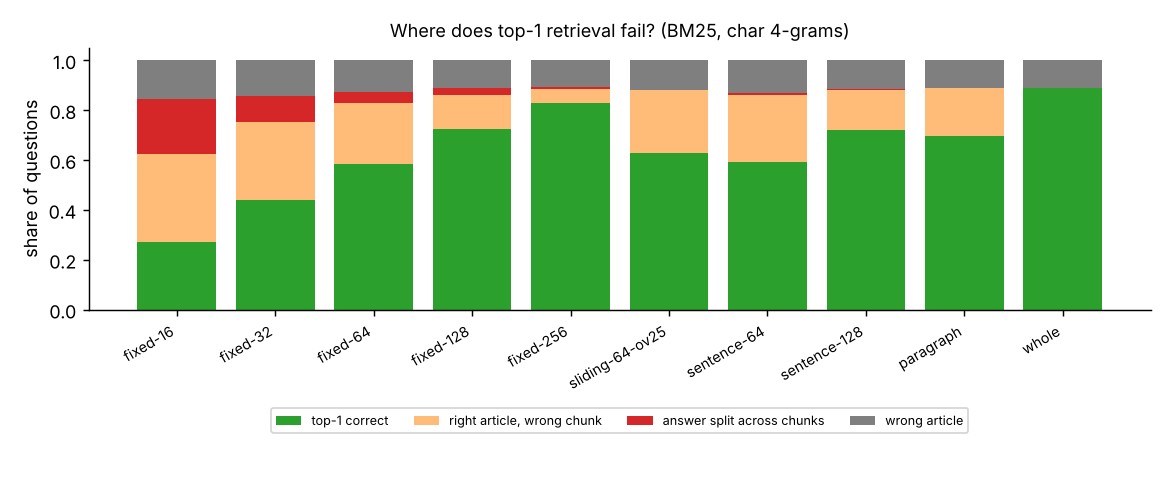 Where does top-1 retrieval fail? (BM25, char 4-grams)
share of questions
1.0
0.8
0.6
0.4
0.2
0.0
fixed-16
fixed-32
fixed-64
fixed-128
fixed-256
sliding-64-ov25
sentence-64
sentence-128
paragraph
whole
top-1 correct
right article, wrong chunk
answer split across chunks
wrong article